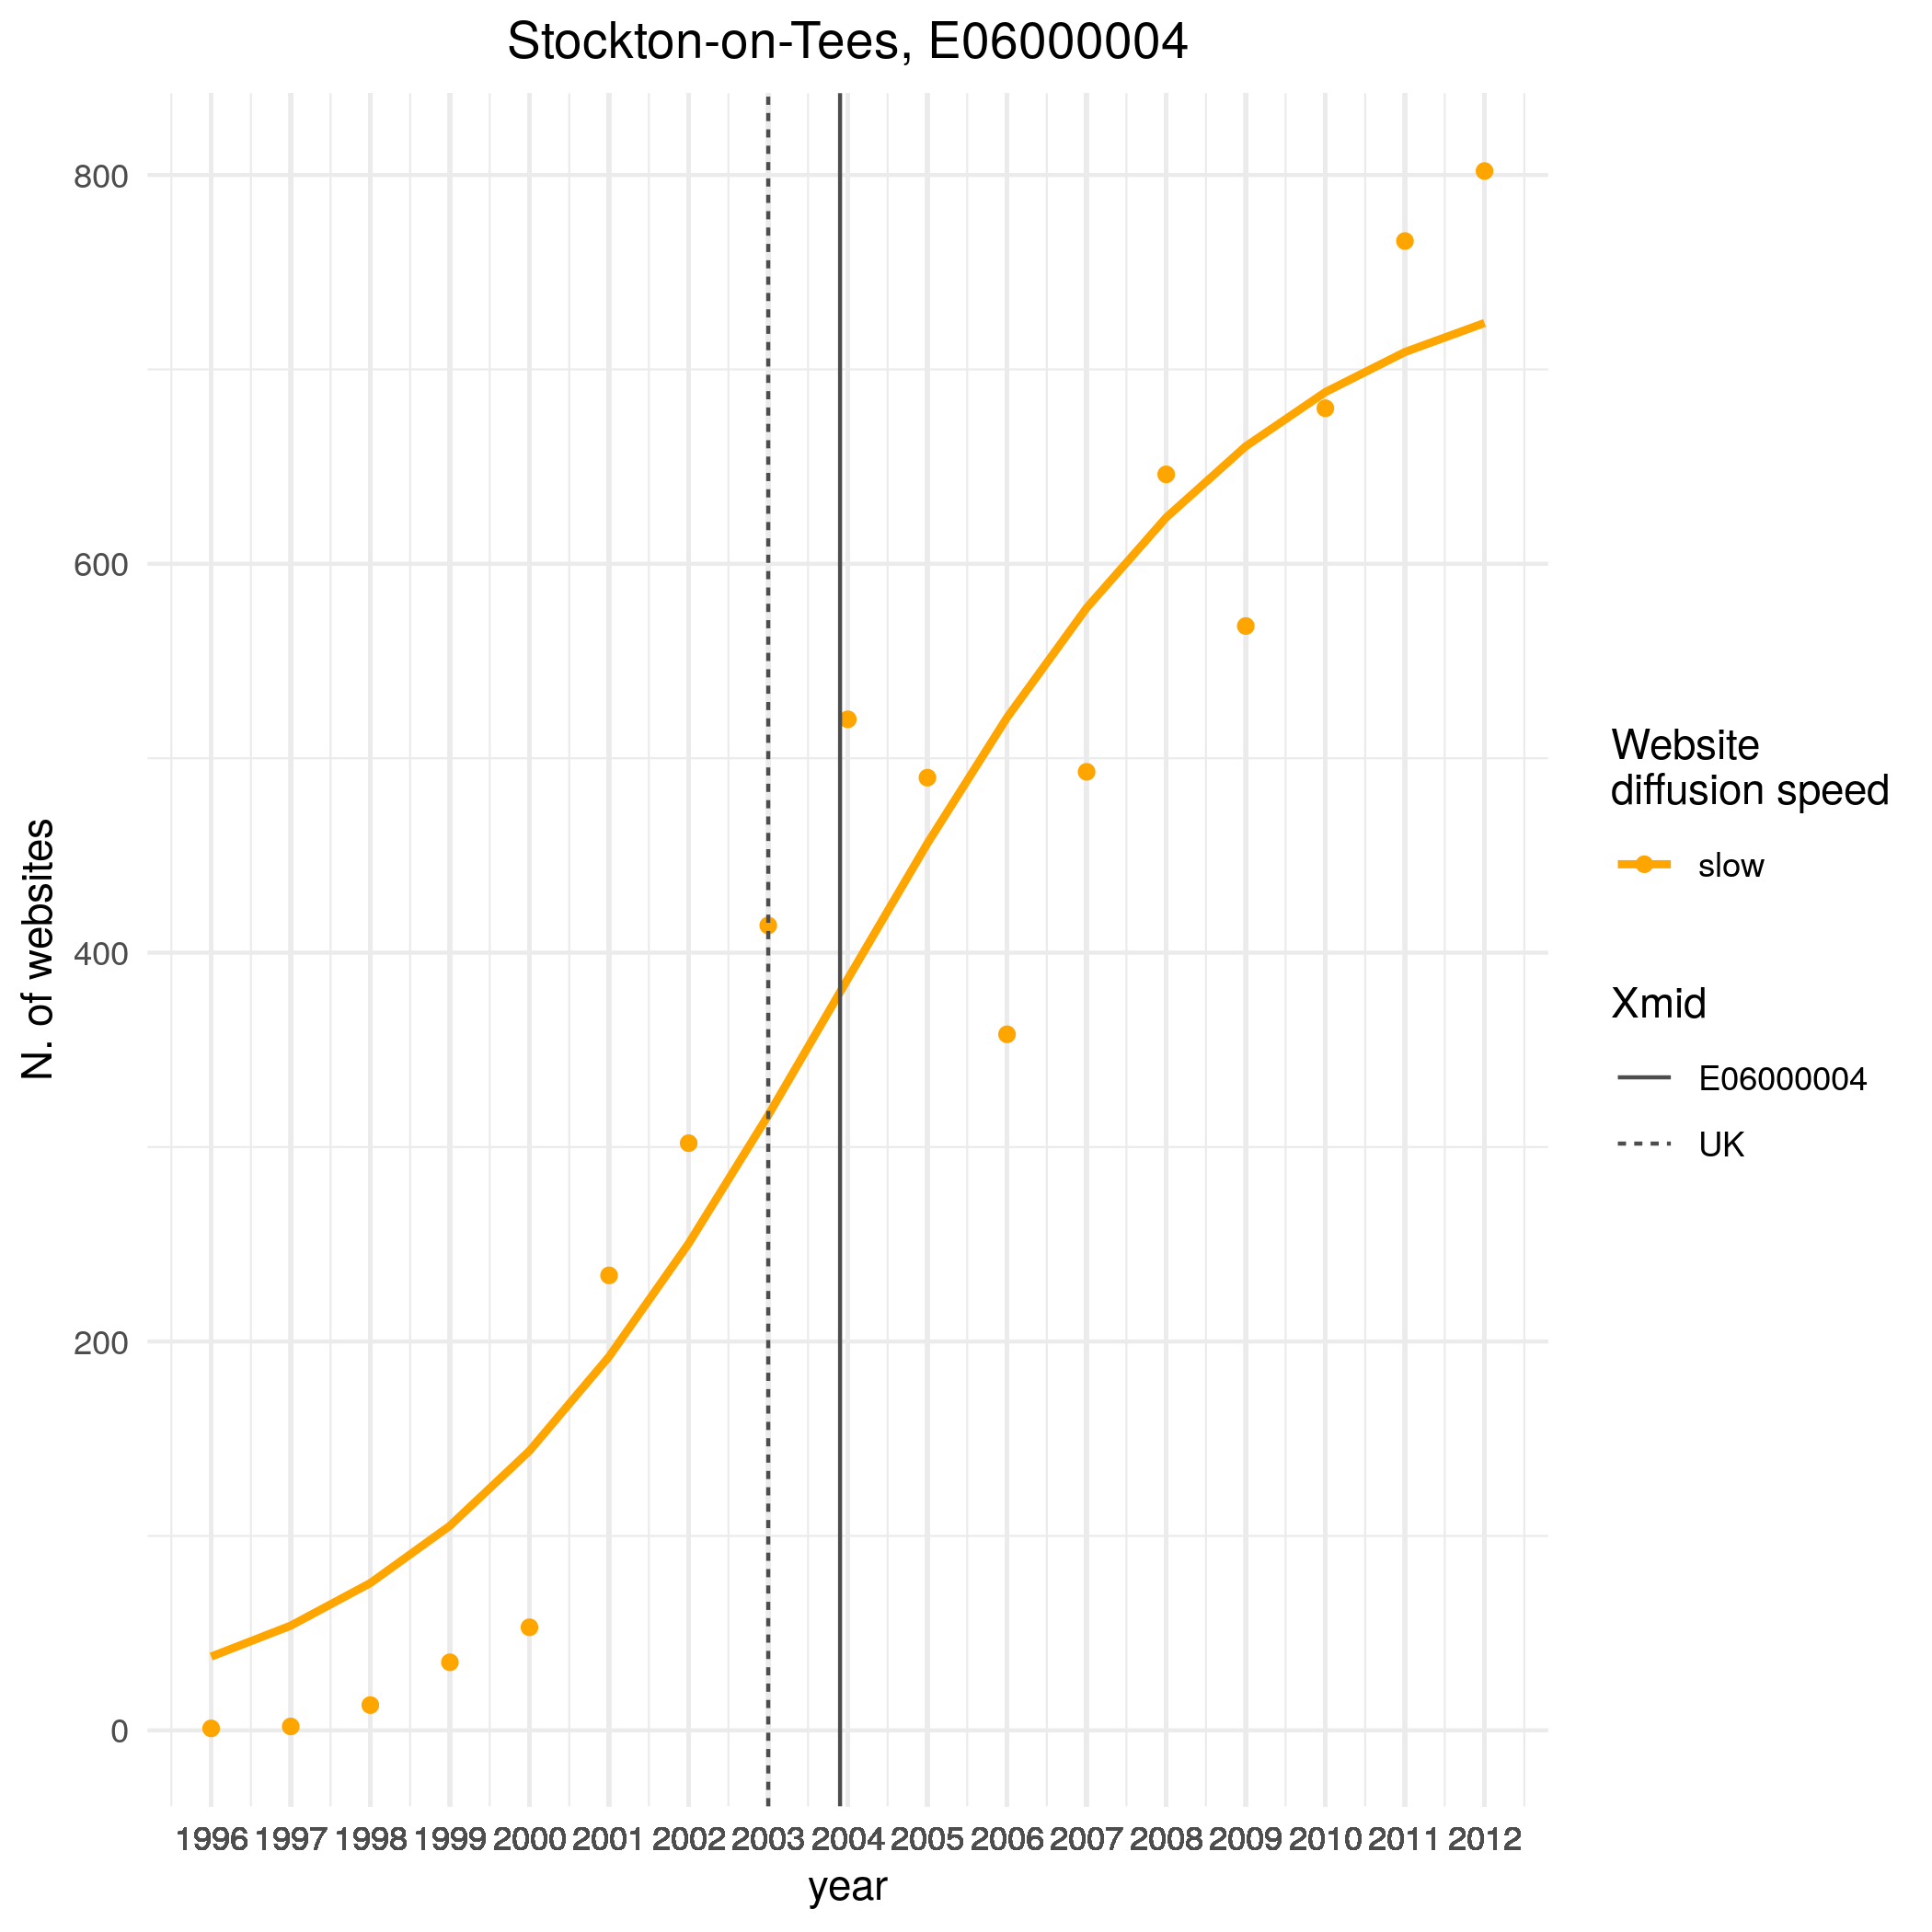 Stockton-on-Tees, E06000004
800
600
400
200
0
N. of websites
1996 1997 1998 1999 2000 2001 2002 2003 2004 2005 2006 2007 2008 2009 2010 2011 2012
year
Website
diffusion speed
slow
Xmid
E06000004
UK